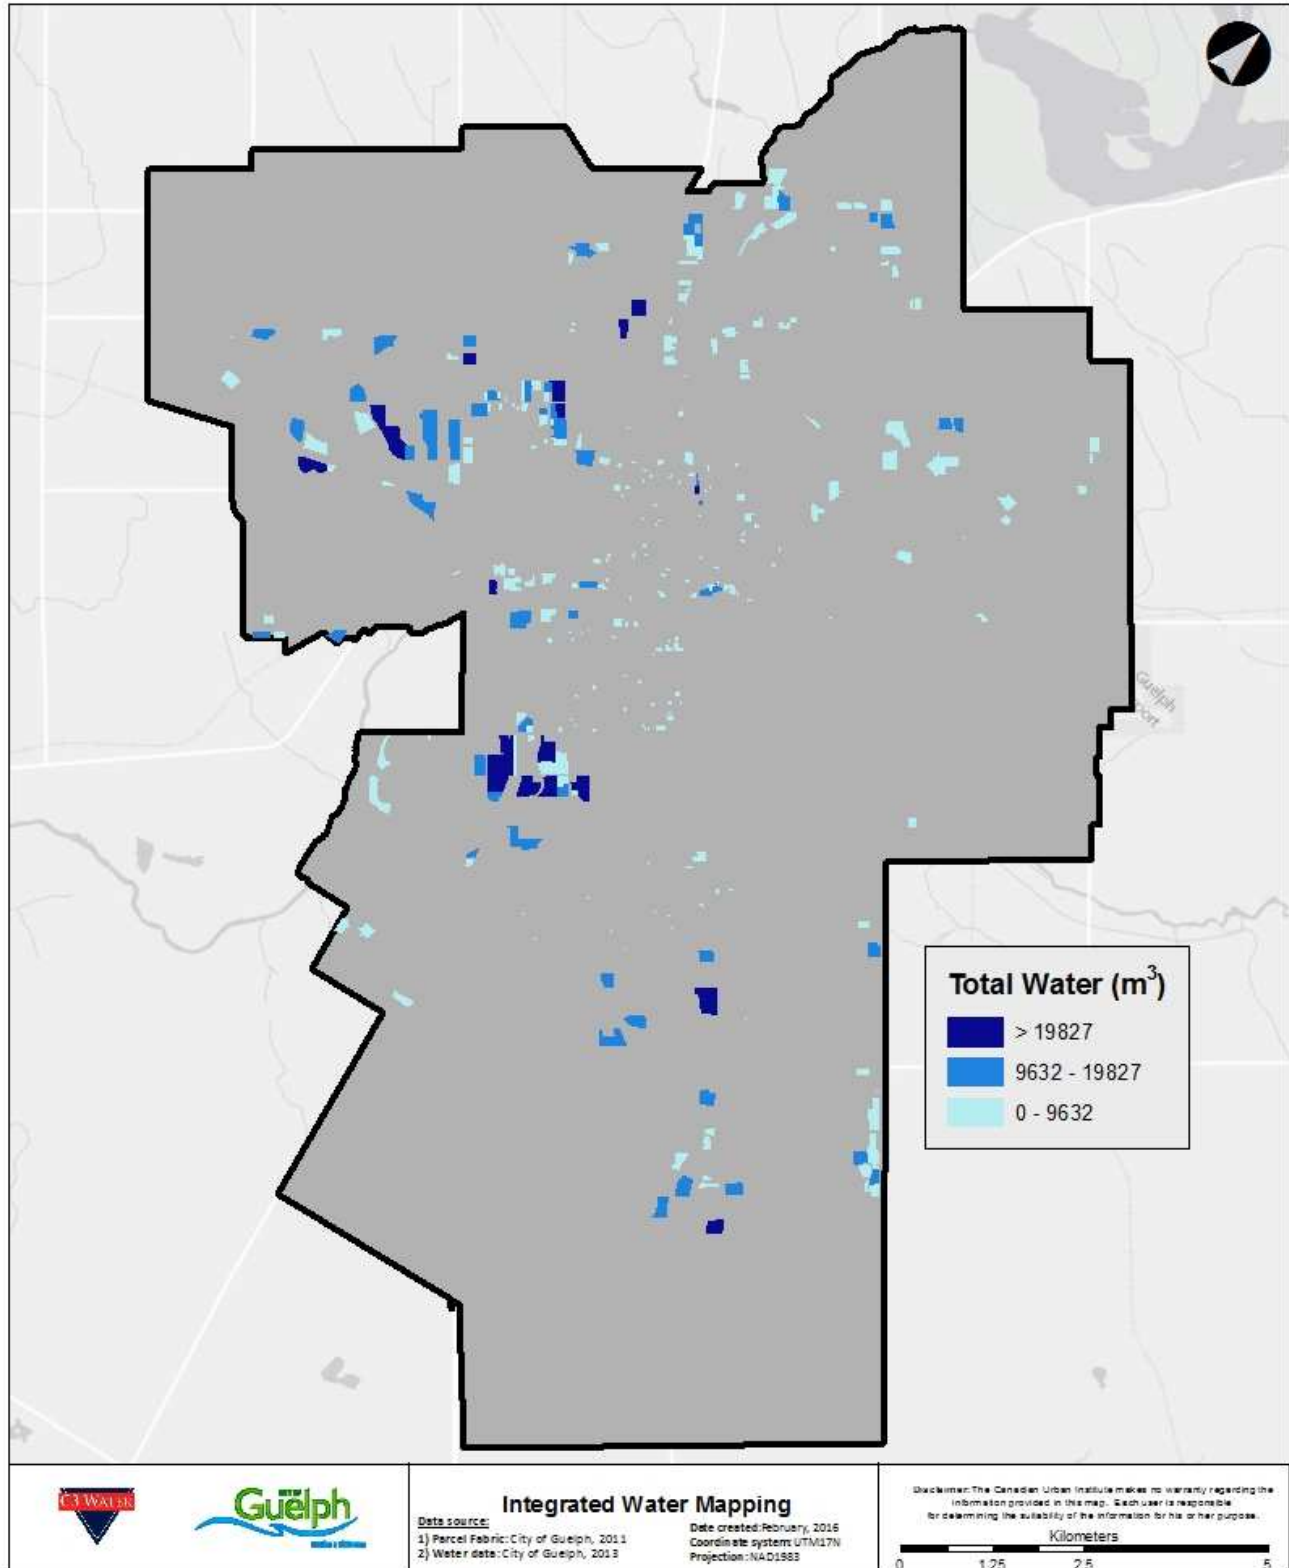 Guelph
port
Total Water (m³)
> 19827
9632 - 19827
0 - 9632
C3 WATER
Guelph
Integrated Water Mapping
Data source:
1) Parcel Fabric: City of Guelph, 2011
2) Water data: City of Guelph, 2013
Date created: February, 2016
Coordinate system: UTM17N
Projection: NAD1983
Disclaimer: The Canadian Urban Institute makes no warranty regarding the
information provided in this map. Each user is responsible
for determining the suitability of the information for his or her purpose.
Kilometers
0 1.25 2.5 5